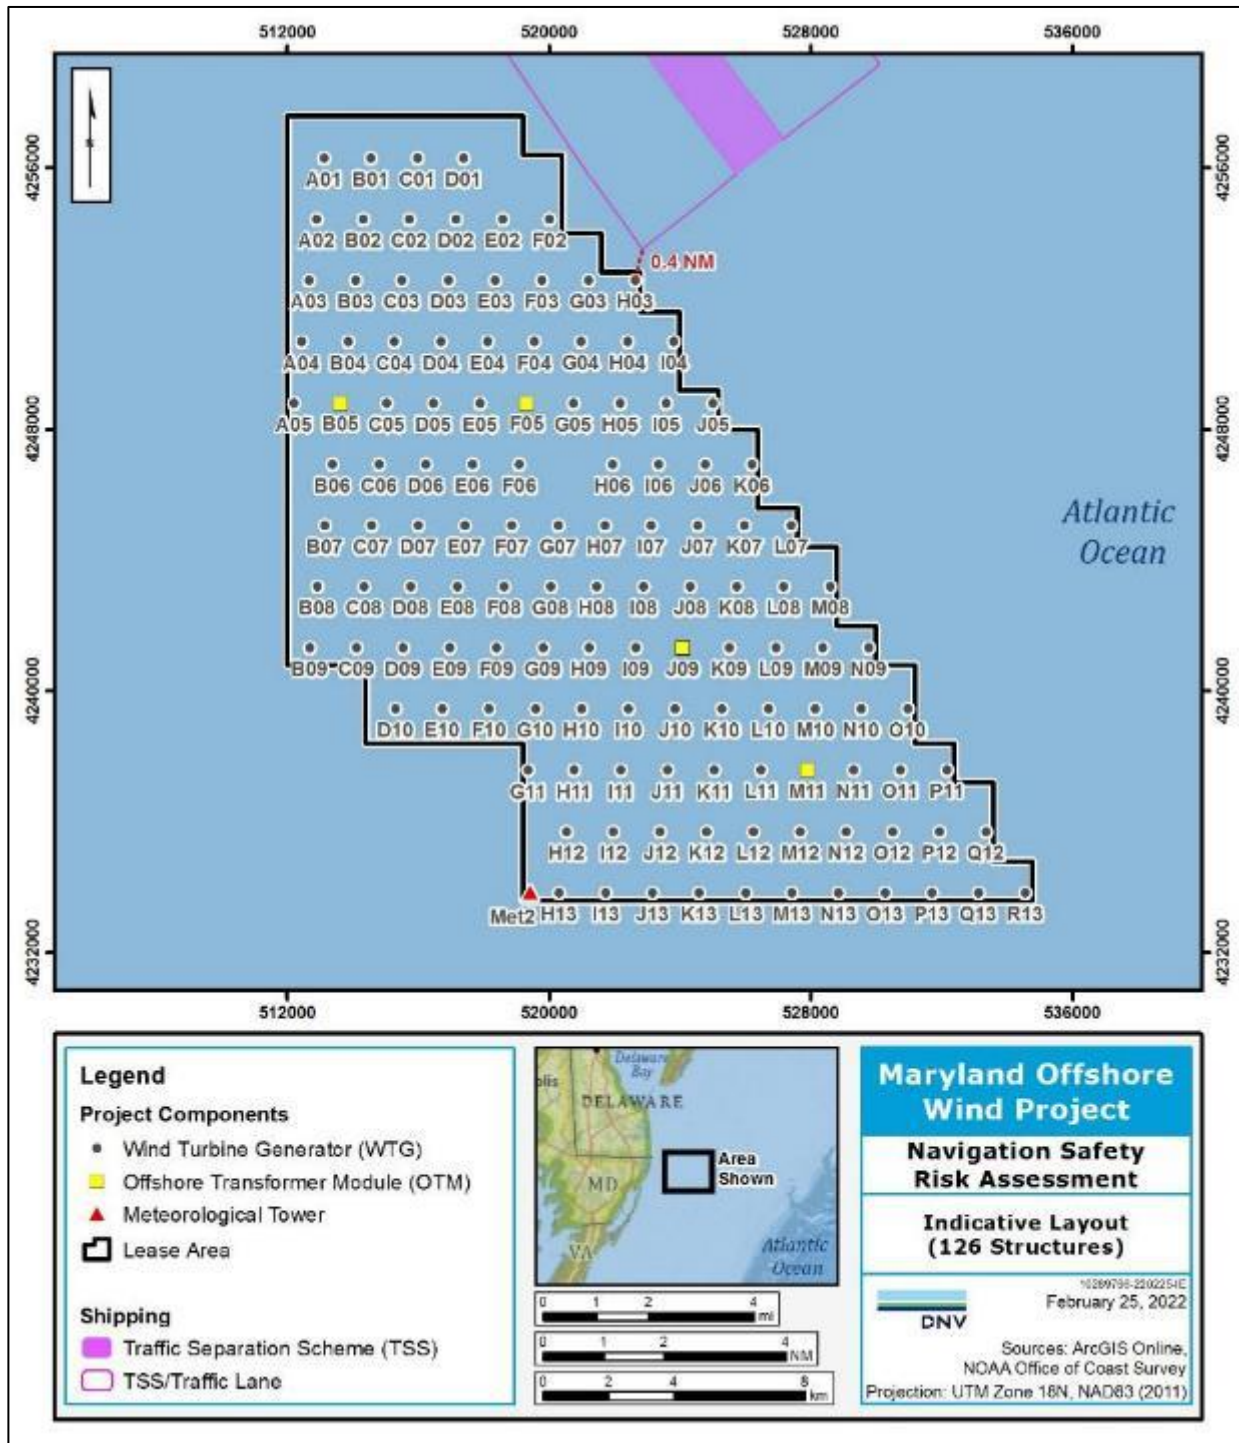 512000 520000 528000 536000
4256000 4256000
A01 B01 C01 D01
A02 B02 C02 D02 E02 F02
0.4 NM
A03 B03 C03 D03 E03 F03 G03 H03
A04 B04 C04 D04 E04 F04 G04 H04 I04
4248000 4248000
A05 B05 C05 D05 E05 F05 G05 H05 I05 J05
B06 C06 D06 E06 F06 H06 I06 J06 K06
Atlantic
Ocean
B07 C07 D07 E07 F07 G07 H07 I07 J07 K07 L07
B08 C08 D08 E08 F08 G08 H08 I08 J08 K08 L08 M08
B09 C09 D09 E09 F09 G09 H09 I09 J09 K09 L09 M09 N09
4240000 4240000
D10 E10 F10 G10 H10 I10 J10 K10 L10 M10 N10 O10
G11 H11 I11 J11 K11 L11 M11 N11 O11 P11
H12 I12 J12 K12 L12 M12 N12 O12 P12 Q12
Met2 H13 I13 J13 K13 L13 M13 N13 O13 P13 Q13 R13
4232000 4232000
512000 520000 528000 536000
Legend
Project Components
Wind Turbine Generator (WTG)
Offshore Transformer Module (OTM)
Meteorological Tower
Lease Area
Shipping
Traffic Separation Scheme (TSS)
TSS/Traffic Lane
Delaware
Bay
olis
DELAWARE
Area
Shown
MD
VA
Atlantic
Ocean
0 1 2 4
mi
0 1 2 4
NM
0 2 4 8
km
Maryland Offshore
Wind Project
Navigation Safety
Risk Assessment
Indicative Layout
(126 Structures)
February 25, 2022
DNV
Sources: ArcGIS Online,
NOAA Office of Coast Survey
Projection: UTM Zone 18N, NAD83 (2011)